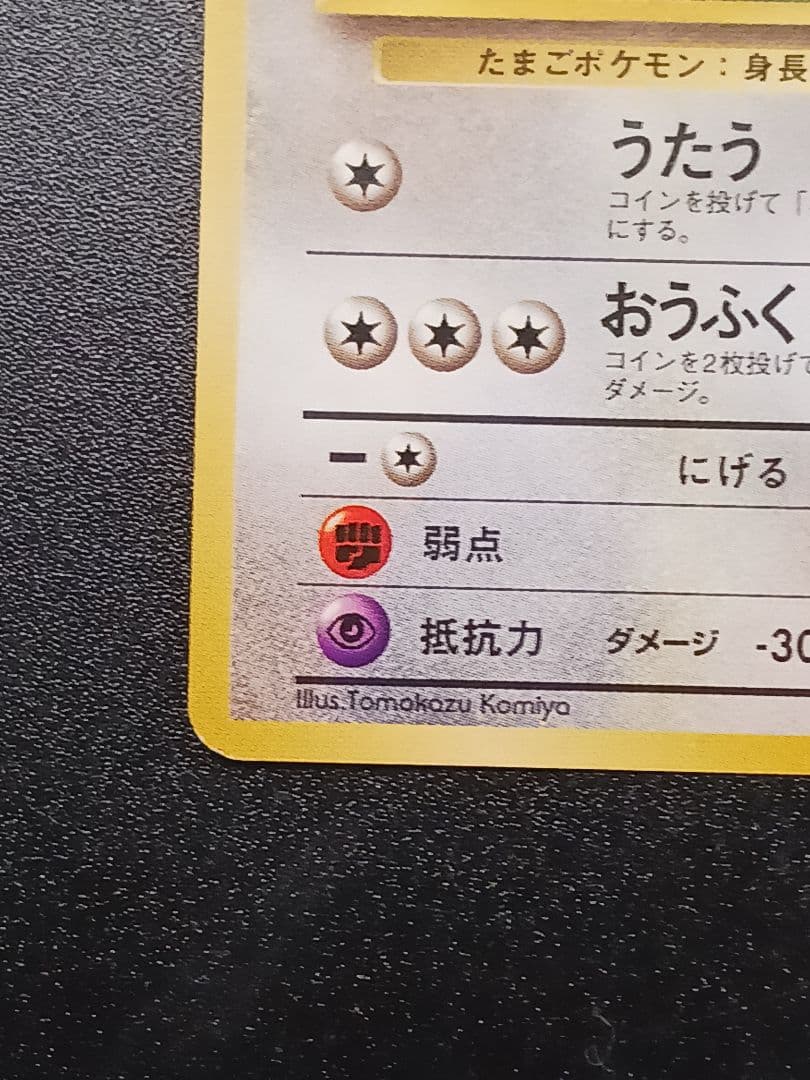 たまごポケモン：身長
うたう
コインを投げて「
にする。
おうふく
コインを2枚投げて
ダメージ。
ー にげる
弱点
抵抗力 ダメージ -30
Illus.Tomokazu Komiya